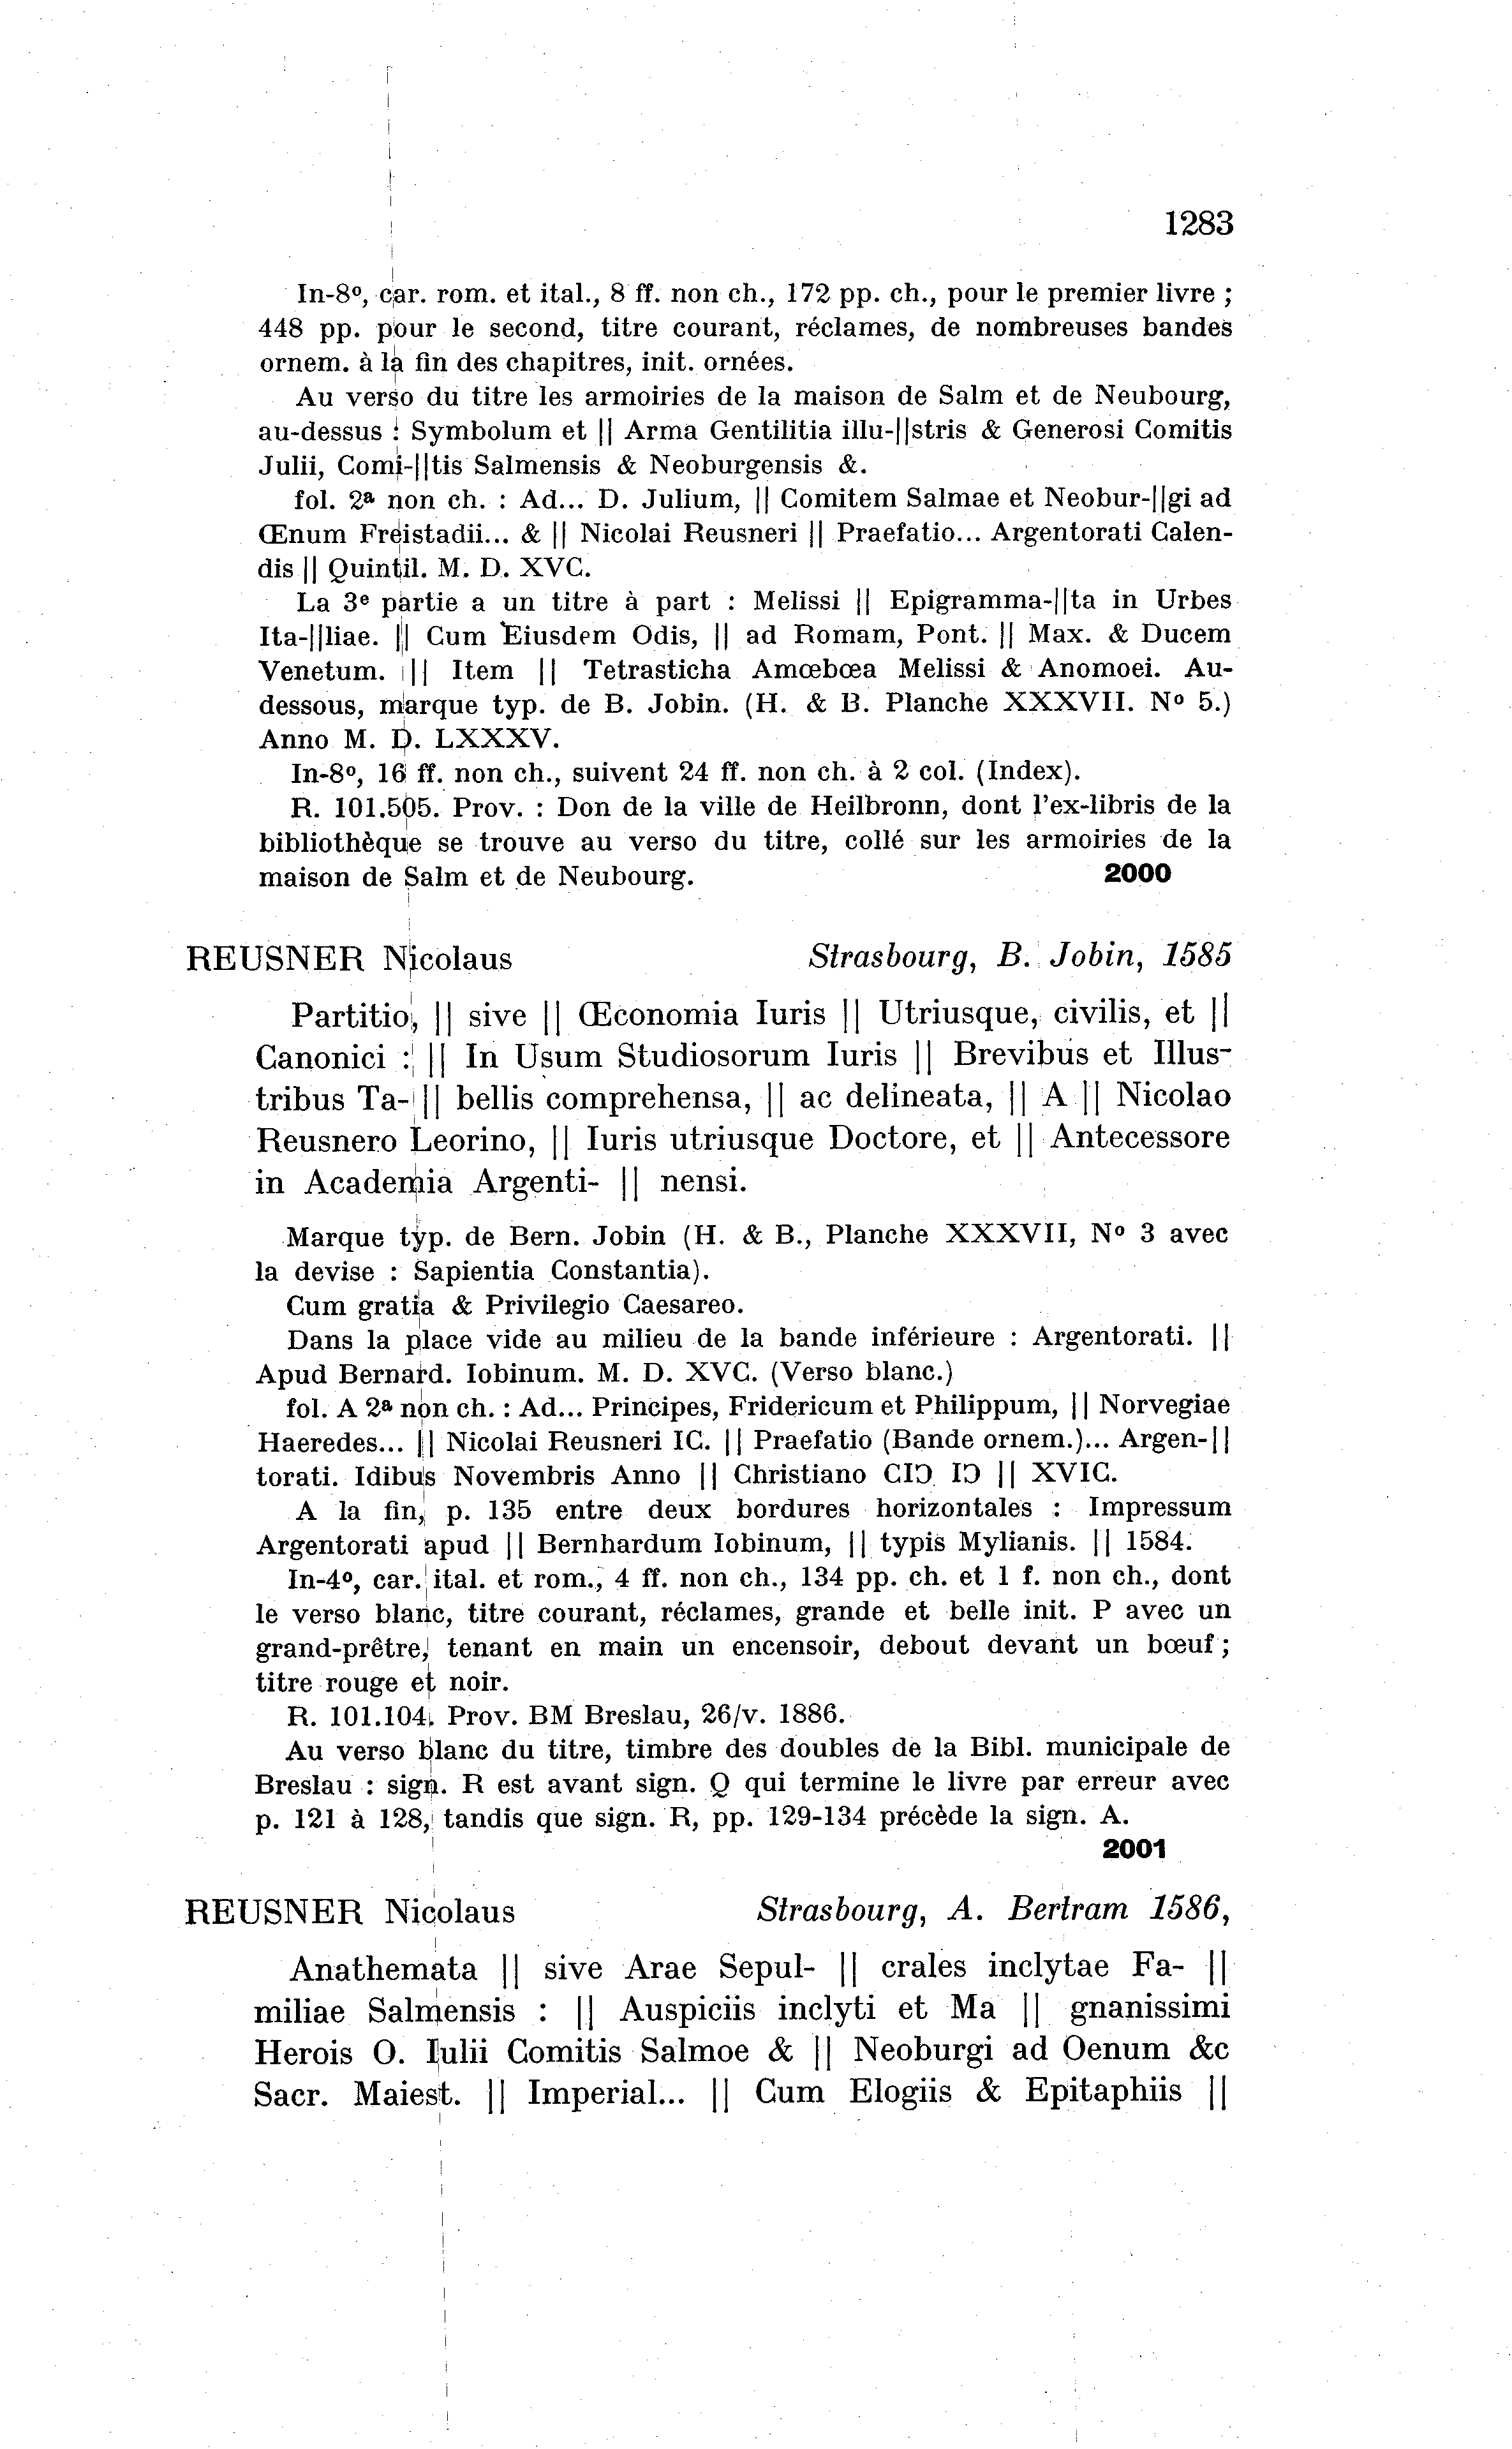 1283
In-8º, car. rom. et ital., 8 ff. non ch., 172 pp. ch., pour le premier livre ;
448 pp. pour le second, titre courant, réclames, de nombreuses bandes
ornem. à la fin des chapitres, init. ornées.
Au verso du titre les armoiries de la maison de Salm et de Neubourg,
au-dessus : Symbolum et || Arma Gentilitia illu-||stris & Generosi Comitis
Julii, Comi-||tis Salmensis & Neoburgensis &.
fol. 2ª non ch. : Ad... D. Julium, || Comitem Salmae et Neobur-||gi ad
Œnum Freistadii... & || Nicolai Reusneri || Praefatio... Argentorati Calen-
dis || Quintil. M. D. XVC.
La 3e partie a un titre à part : Melissi || Epigramma-||ta in Urbes
Ita-||liae. || Cum Eiusdem Odis, || ad Romam, Pont. || Max. & Ducem
Venetum. || Item || Tetrasticha Amœbœa Melissi & Anomoei. Au-
dessous, marque typ. de B. Jobin. (H. & B. Planche XXXVII. Nº 5.)
Anno M. D. LXXXV.
In-8º, 16 ff. non ch., suivent 24 ff. non ch. à 2 col. (Index).
R. 101.505. Prov. : Don de la ville de Heilbronn, dont l'ex-libris de la
bibliothèque se trouve au verso du titre, collé sur les armoiries de la
maison de Salm et de Neubourg. 2000
REUSNER Nicolaus Strasbourg, B. Jobin, 1585
Partitio, || sive || Œconomia Iuris || Utriusque, civilis, et ||
Canonici : || In Usum Studiosorum Iuris || Brevibus et Illus-
tribus Ta- || bellis comprehensa, || ac delineata, || A || Nicolao
Reusnero Leorino, || Iuris utriusque Doctore, et || Antecessore
in Academia Argenti- || nensi.
Marque typ. de Bern. Jobin (H. & B., Planche XXXVII, Nº 3 avec
la devise : Sapientia Constantia).
Cum gratia & Privilegio Caesareo.
Dans la place vide au milieu de la bande inférieure : Argentorati. ||
Apud Bernard. Iobinum. M. D. XVC. (Verso blanc.)
fol. A 2ª non ch. : Ad... Principes, Fridericum et Philippum, || Norvegiae
Haeredes... || Nicolai Reusneri IC. || Praefatio (Bande ornem.)... Argen-||
torati. Idibus Novembris Anno || Christiano CIƆ IƆ || XVIC.
A la fin, p. 135 entre deux bordures horizontales : Impressum
Argentorati apud || Bernhardum Iobinum, || typis Mylianis. || 1584.
In-4º, car. ital. et rom., 4 ff. non ch., 134 pp. ch. et 1 f. non ch., dont
le verso blanc, titre courant, réclames, grande et belle init. P avec un
grand-prêtre, tenant en main un encensoir, debout devant un bœuf ;
titre rouge et noir.
R. 101.104. Prov. BM Breslau, 26/v. 1886.
Au verso blanc du titre, timbre des doubles de la Bibl. municipale de
Breslau : sign. R est avant sign. Q qui termine le livre par erreur avec
p. 121 à 128, tandis que sign. R, pp. 129-134 précède la sign. A.
2001
REUSNER Nicolaus Strasbourg, A. Bertram 1586,
Anathemata || sive Arae Sepul- || crales inclytae Fa- ||
miliae Salmensis : || Auspiciis inclyti et Ma || gnanissimi
Herois O. Iulii Comitis Salmoe & || Neoburgi ad Oenum &c
Sacr. Maiest. || Imperial... || Cum Elogiis & Epitaphiis ||